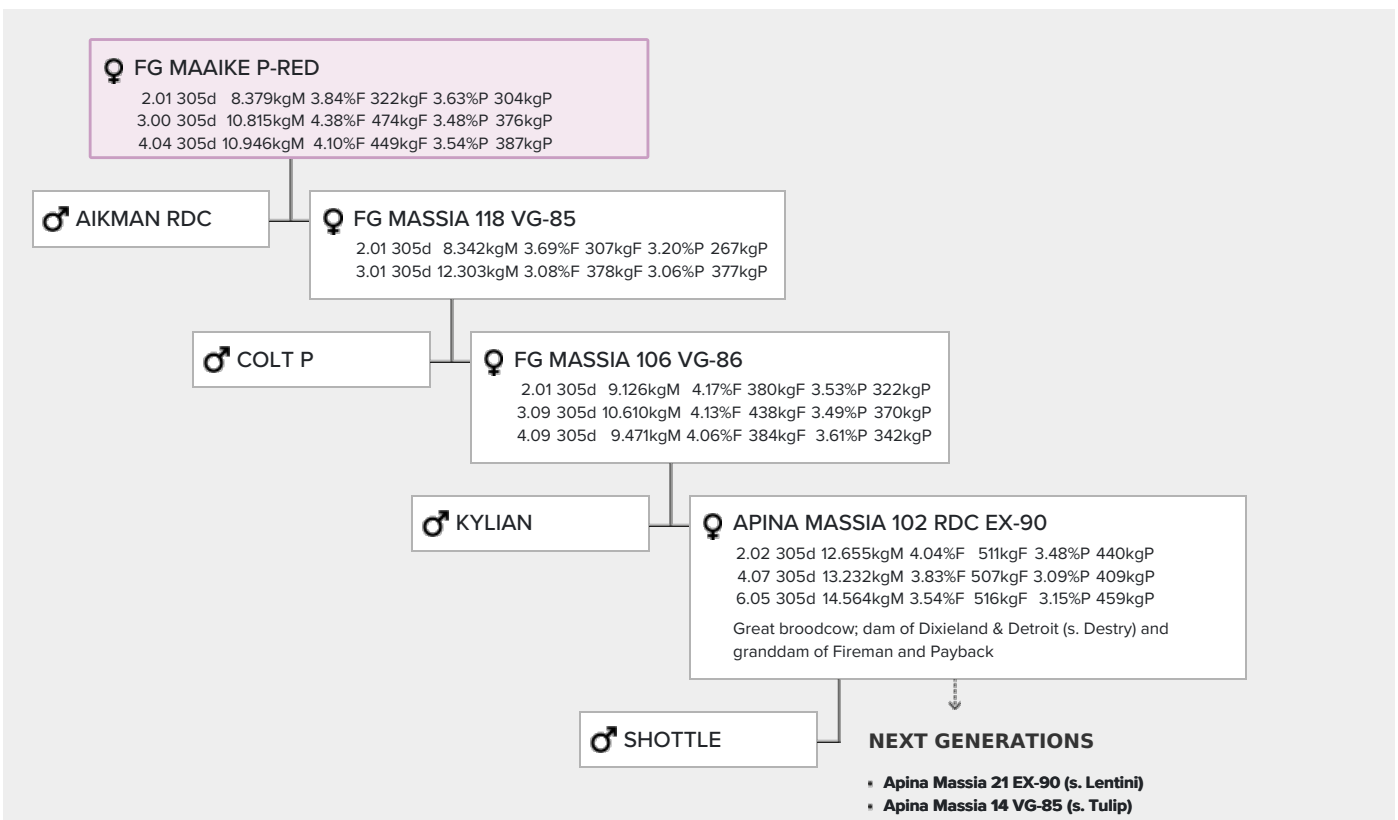 FG MAAIKE P-RED
2.01 305d 8.379kgM 3.84%F 322kgF 3.63%P 304kgP
3.00 305d 10.815kgM 4.38%F 474kgF 3.48%P 376kgP
4.04 305d 10.946kgM 4.10%F 449kgF 3.54%P 387kgP
AIKMAN RDC
FG MASSIA 118 VG-85
2.01 305d 8.342kgM 3.69%F 307kgF 3.20%P 267kgP
3.01 305d 12.303kgM 3.08%F 378kgF 3.06%P 377kgP
COLT P
FG MASSIA 106 VG-86
2.01 305d 9.126kgM 4.17%F 380kgF 3.53%P 322kgP
3.09 305d 10.610kgM 4.13%F 438kgF 3.49%P 370kgP
4.09 305d 9.471kgM 4.06%F 384kgF 3.61%P 342kgP
KYLIAN
APINA MASSIA 102 RDC EX-90
2.02 305d 12.655kgM 4.04%F 511kgF 3.48%P 440kgP
4.07 305d 13.232kgM 3.83%F 507kgF 3.09%P 409kgP
6.05 305d 14.564kgM 3.54%F 516kgF 3.15%P 459kgP
Great broodcow; dam of Dixieland & Detroit (s. Destry) and
granddam of Fireman and Payback
SHOTTLE
NEXT GENERATIONS
Apina Massia 21 EX-90 (s. Lentini)
Apina Massia 14 VG-85 (s. Tulip)